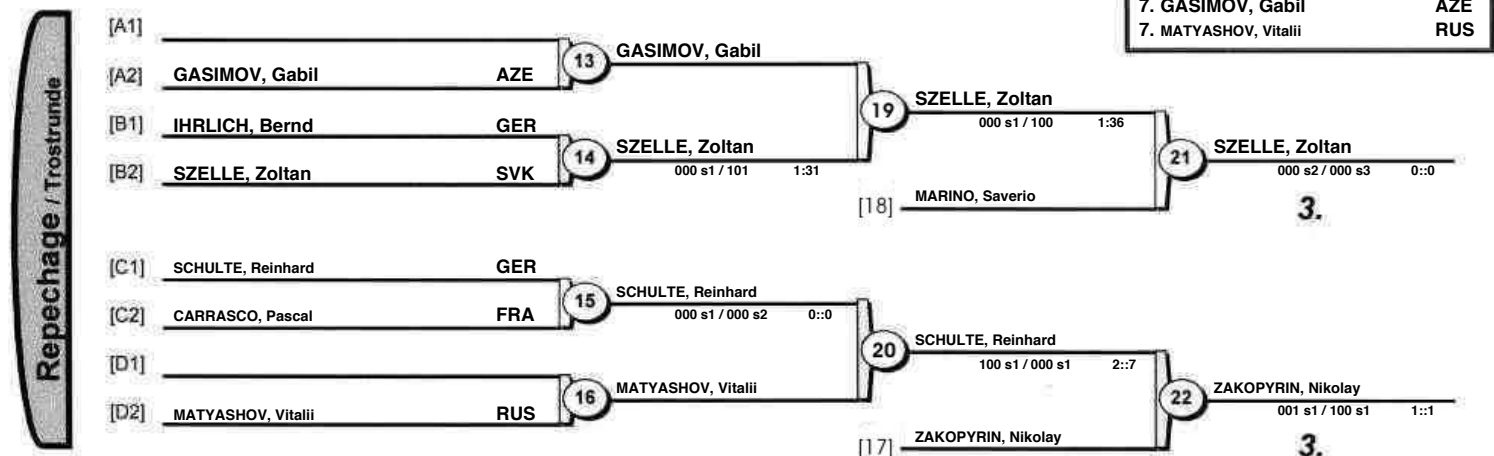 7. GASIMOV, Gabil AZE
7. MATYASHOV, Vitalii RUS
Repechage / Trostrunde
[A1]
[A2] GASIMOV, Gabil AZE
13 GASIMOV, Gabil
[B1] IHRLICH, Bernd GER
[B2] SZELLE, Zoltan SVK
14 SZELLE, Zoltan
000 s1 / 101 1:31
19 SZELLE, Zoltan
000 s1 / 100 1:36
[18] MARINO, Saverio
21 SZELLE, Zoltan
000 s2 / 000 s3 0::0
3.
[C1] SCHULTE, Reinhard GER
[C2] CARRASCO, Pascal FRA
15 SCHULTE, Reinhard
000 s1 / 000 s2 0::0
[D1]
[D2] MATYASHOV, Vitalii RUS
16 MATYASHOV, Vitalii
20 SCHULTE, Reinhard
100 s1 / 000 s1 2::7
[17] ZAKOPYRIN, Nikolay
22 ZAKOPYRIN, Nikolay
001 s1 / 100 s1 1::1
3.